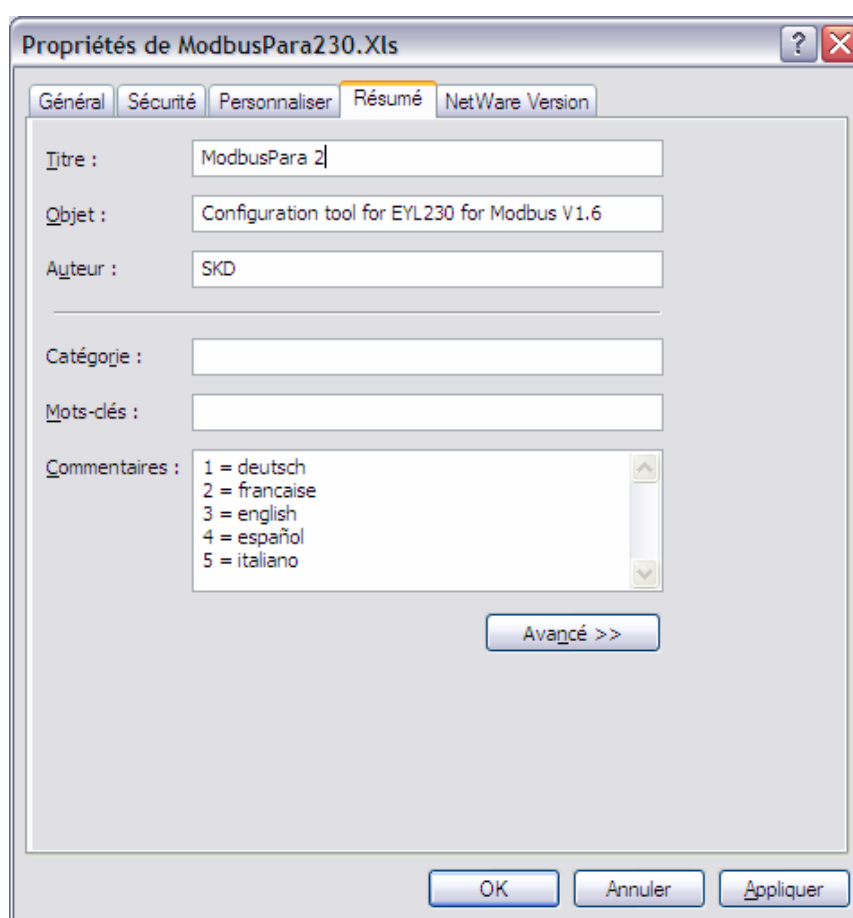 Propriétés de ModbusPara230.Xls
Général Sécurité Personnaliser Résumé NetWare Version
Titre : ModbusPara 2
Objet : Configuration tool for EYL230 for Modbus V1.6
Auteur : SKD
Catégorie :
Mots-clés :
Commentaires : 1 = deutsch
2 = francaise
3 = english
4 = español
5 = italiano
Avancé >>
OK Annuler Appliquer